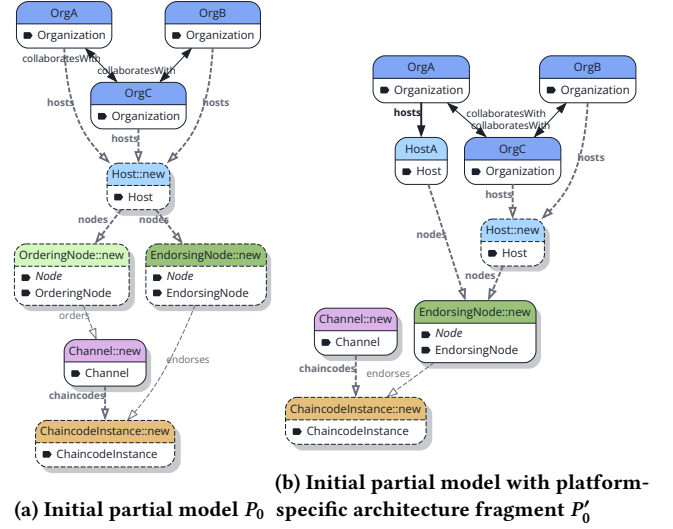 OrgA
Organization
OrgB
Organization
collaboratesWith
collaboratesWith
OrgC
Organization
hosts
hosts
hosts
Host::new
Host
nodes
nodes
OrderingNode::new
Node
OrderingNode
EndorsingNode::new
Node
EndorsingNode
orders
Channel::new
Channel
endorses
chaincodes
ChaincodeInstance::new
ChaincodeInstance
(a) Initial partial model P₀
OrgA
Organization
OrgB
Organization
hosts
collaboratesWith
collaboratesWith
HostA
Host
OrgC
Organization
hosts
hosts
Host::new
Host
nodes
nodes
EndorsingNode::new
Node
EndorsingNode
Channel::new
Channel
chaincodes
endorses
ChaincodeInstance::new
ChaincodeInstance
(b) Initial partial model with platform-
specific architecture fragment P₀′